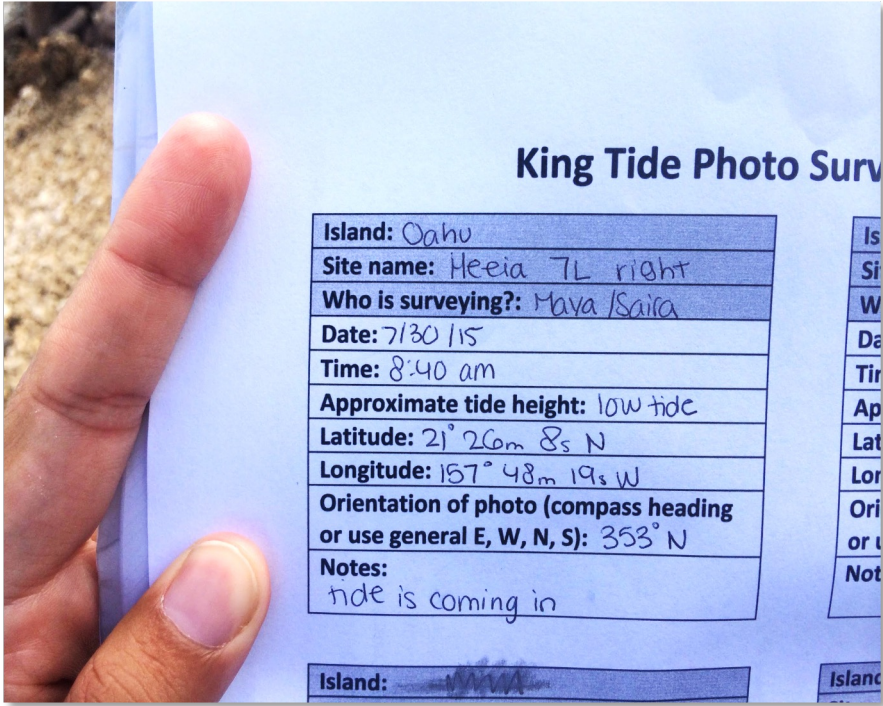 King Tide Photo Surv
Island: Oahu
Site name: Heeia 7L right
Who is surveying?: Maya/Saira
Date: 7/30/15
Time: 8:40 am
Approximate tide height: low tide
Latitude: 21° 26m 8s N
Longitude: 157° 48m 19s W
Orientation of photo (compass heading
or use general E, W, N, S): 353° N
Notes:
tide is coming in
Island:
Is
Si
W
Da
Tim
Ap
Lat
Lor
Ori
or u
Not
Island